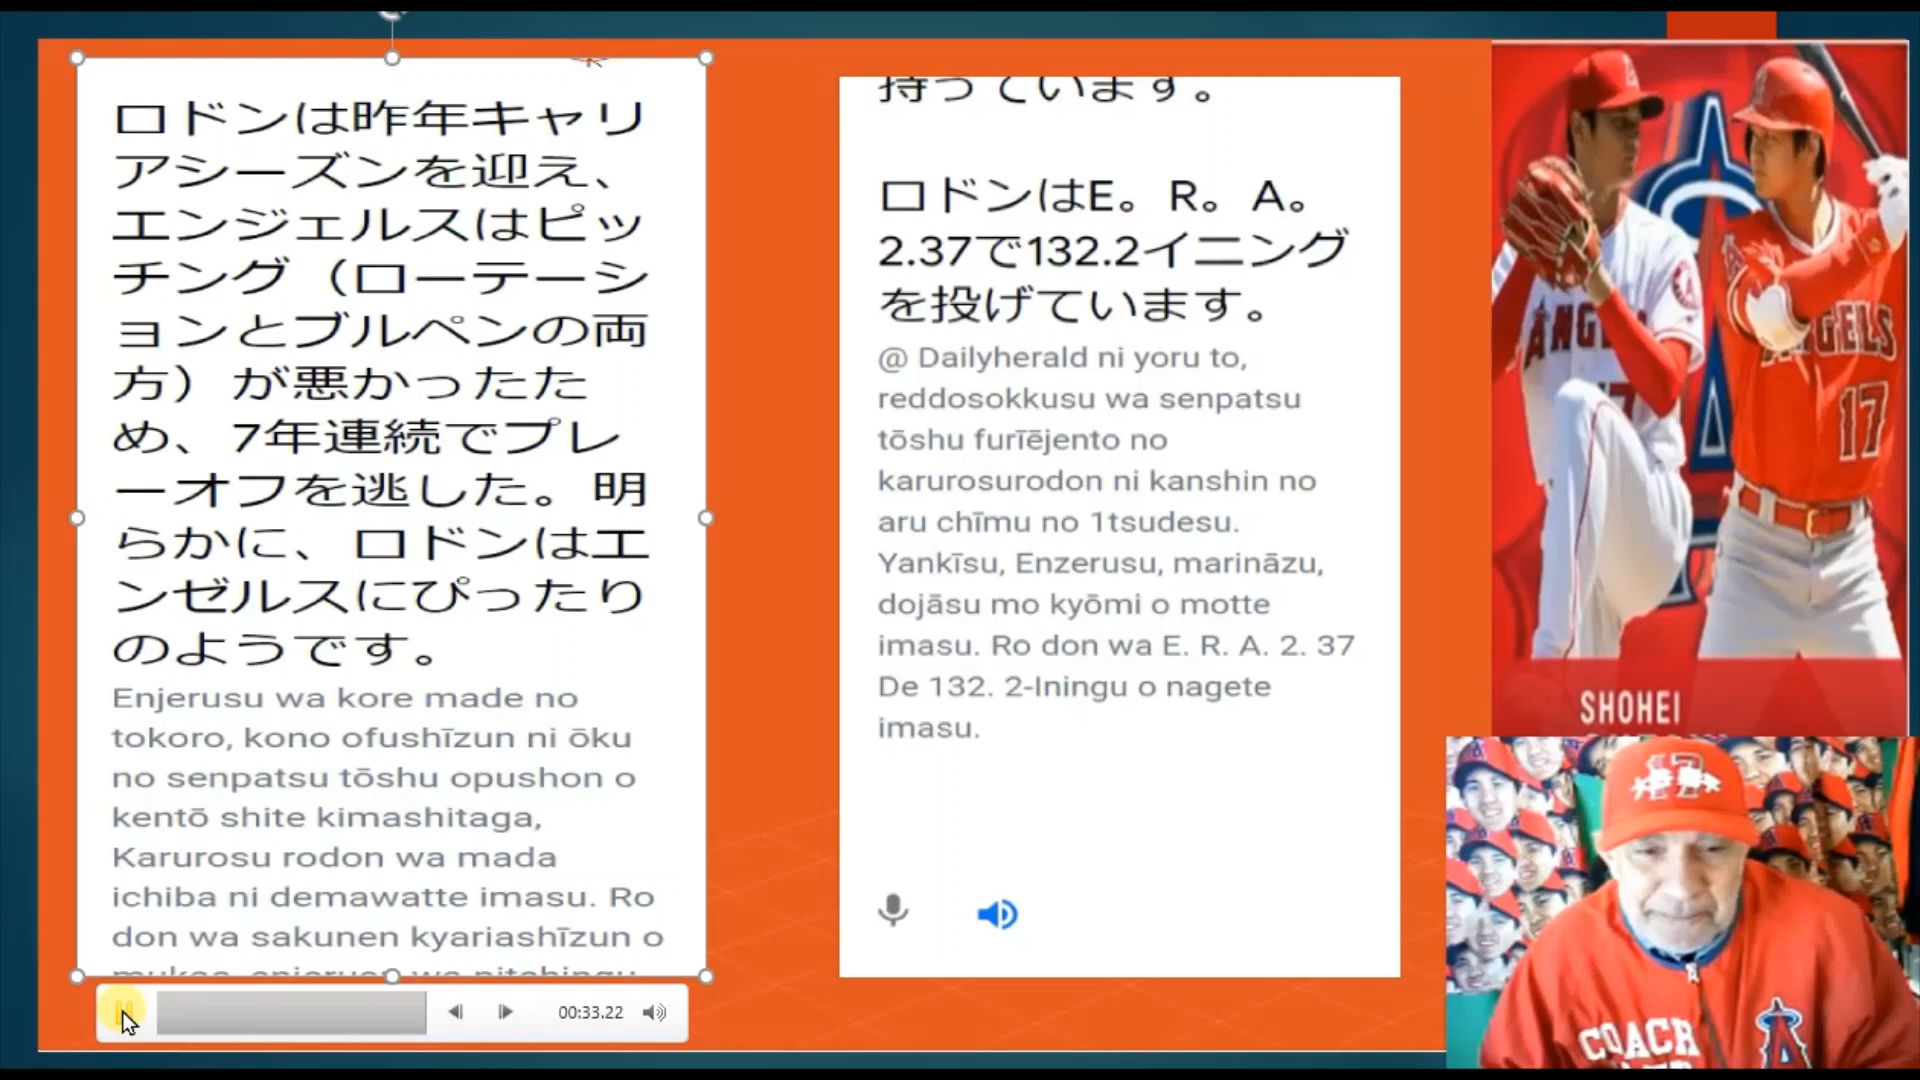 ロドンは昨年キャリ
アシーズンを迎え、
エンジェルスはピッ
チング（ローテーシ
ョンとブルペンの両
方）が悪かったた
め、7年連続でプレ
ーオフを逃した。明
らかに、ロドンはエ
ンゼルスにぴったり
のようです。
Enjerusu wa kore made no
tokoro, kono ofushīzun ni ōku
no senpatsu tōshu opushon o
kentō shite kimashitaga,
Karurosu rodon wa mada
ichiba ni demawatte imasu. Ro
don wa sakunen kyariashīzun o
00:33.22
持っています。
ロドンはE。R。A。
2.37で132.2イニング
を投げています。
@ Dailyherald ni yoru to,
reddosokkusu wa senpatsu
tōshu furīējento no
karurosurodon ni kanshin no
aru chīmu no 1tsudesu.
Yankīsu, Enzerusu, marināzu,
dojāsu mo kyōmi o motte
imasu. Ro don wa E. R. A. 2. 37
De 132. 2-Iningu o nagete
imasu.
ANGELS
17
SHOHEI
COACH